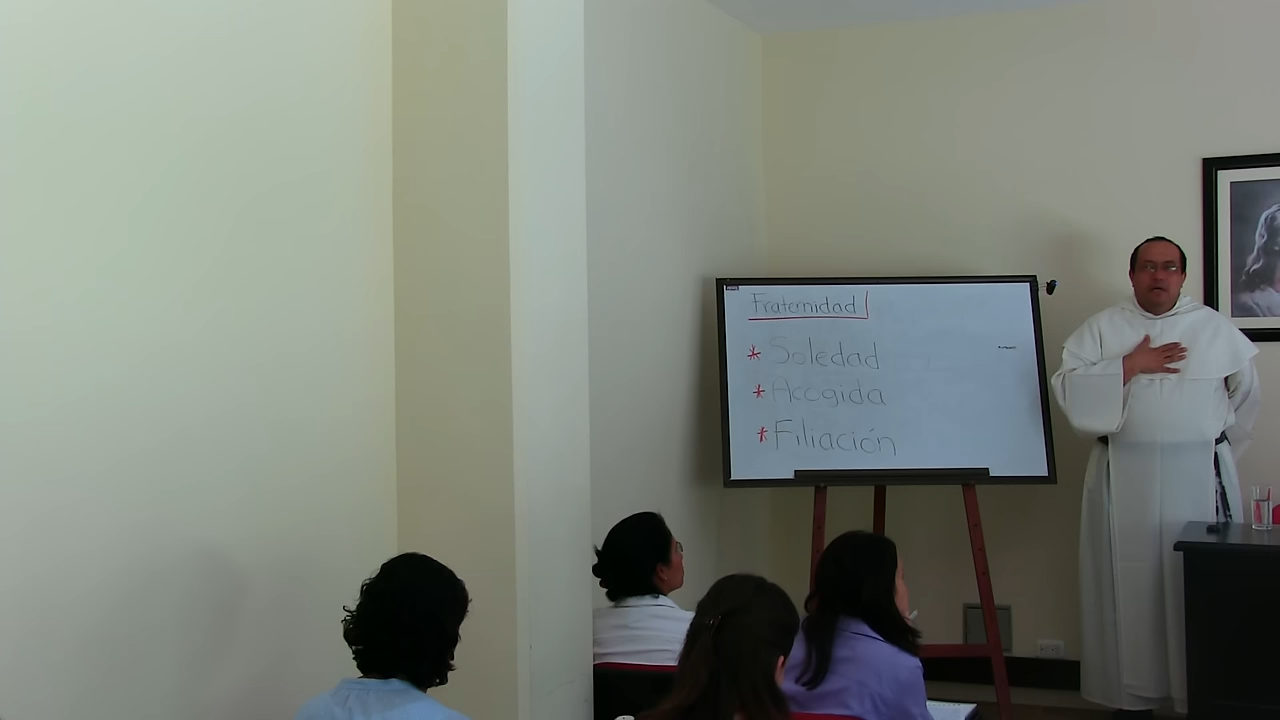 Fraternidad
* Soledad
* Acogida
* Filiación